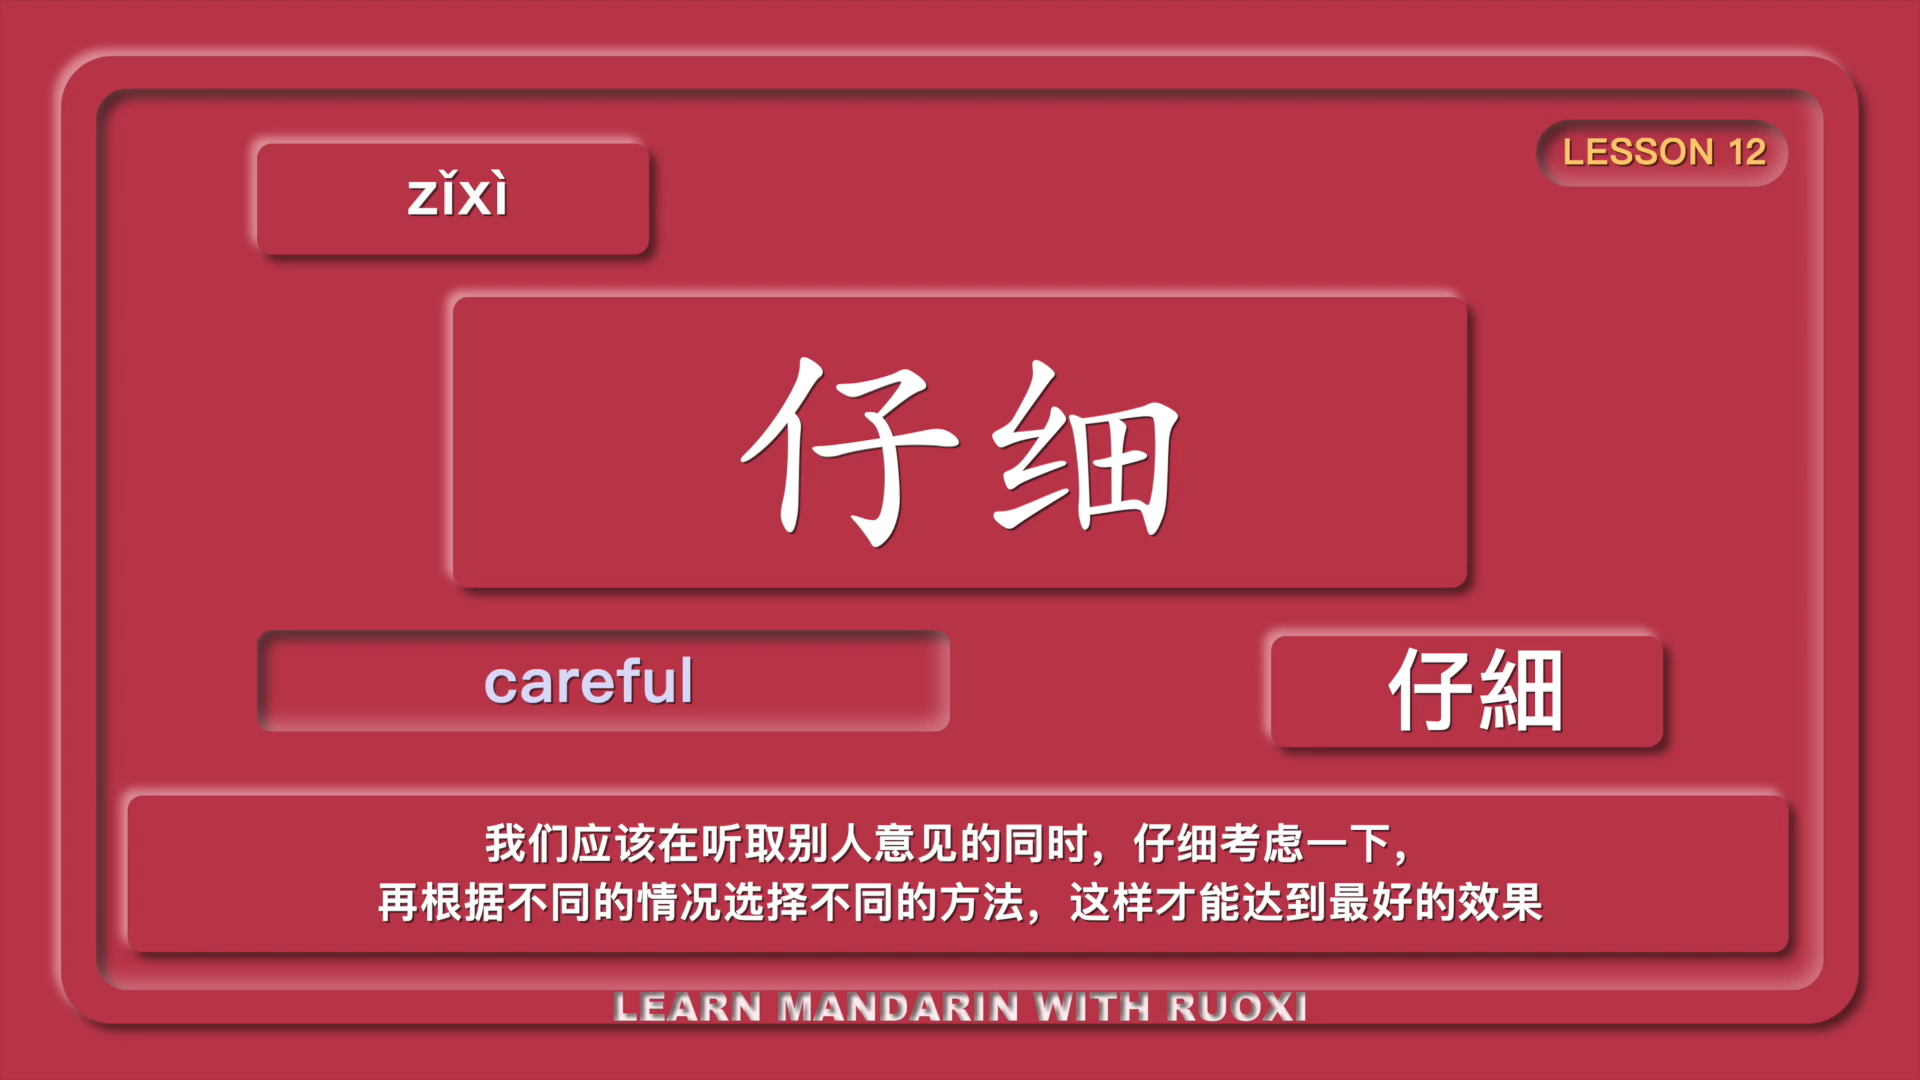 LESSON 12
zǐxì
仔细
careful
仔細
我们应该在听取别人意见的同时，仔细考虑一下，
再根据不同的情况选择不同的方法，这样才能达到最好的效果
LEARN MANDARIN WITH RUOXI